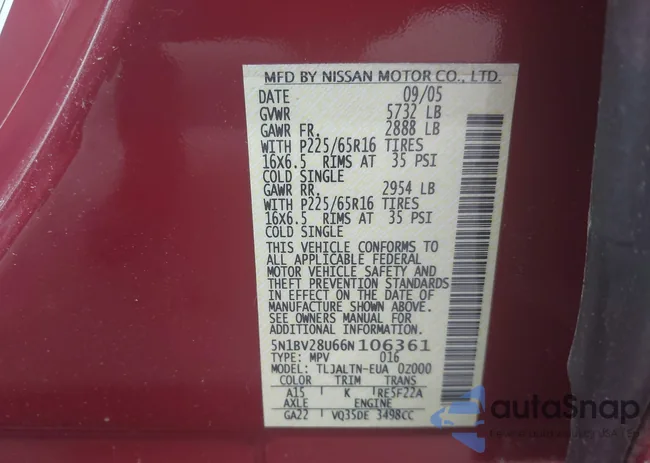 MFD BY NISSAN MOTOR CO., LTD.
DATE 09/05
GVWR 5732 LB
GAWR FR, 2888 LB
WITH P225/65R16 TIRES
16X6.5 RIMS AT 35 PSI
COLD SINGLE
GAWR RR, 2954 LB
WITH P225/65R16 TIRES
16X6.5 RIMS AT 35 PSI
COLD SINGLE
THIS VEHICLE CONFORMS TO
ALL APPLICABLE FEDERAL
MOTOR VEHICLE SAFETY AND
THEFT PREVENTION STANDARDS
IN EFFECT ON THE DATE OF
MANUFACTURE SHOWN ABOVE.
SEE OWNERS MANUAL FOR
ADDITIONAL INFORMATION
5N1BV28U66N106361
TYPE: MPV 016
MODEL: TLJALTN-EUA 02000
COLOR TRIM TRANS
A15 K RE5F22A
AXLE ENGINE
GA22 VQ35DE 3498CC
autoSnap